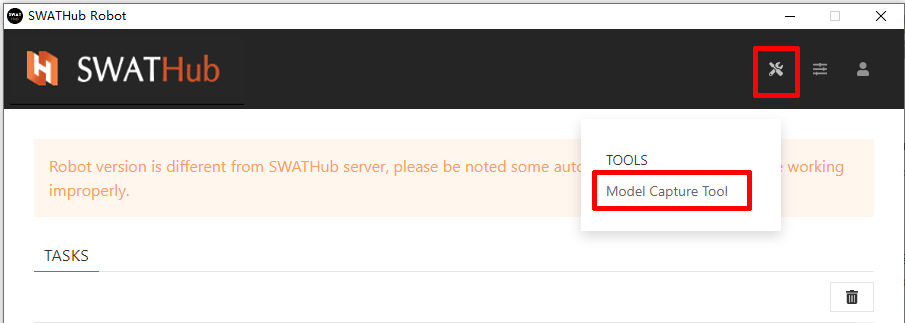 SWATHub Robot
SWATHub
Robot version is different from SWATHub server, please be noted some auto
e working
improperly.
TOOLS
Model Capture Tool
TASKS